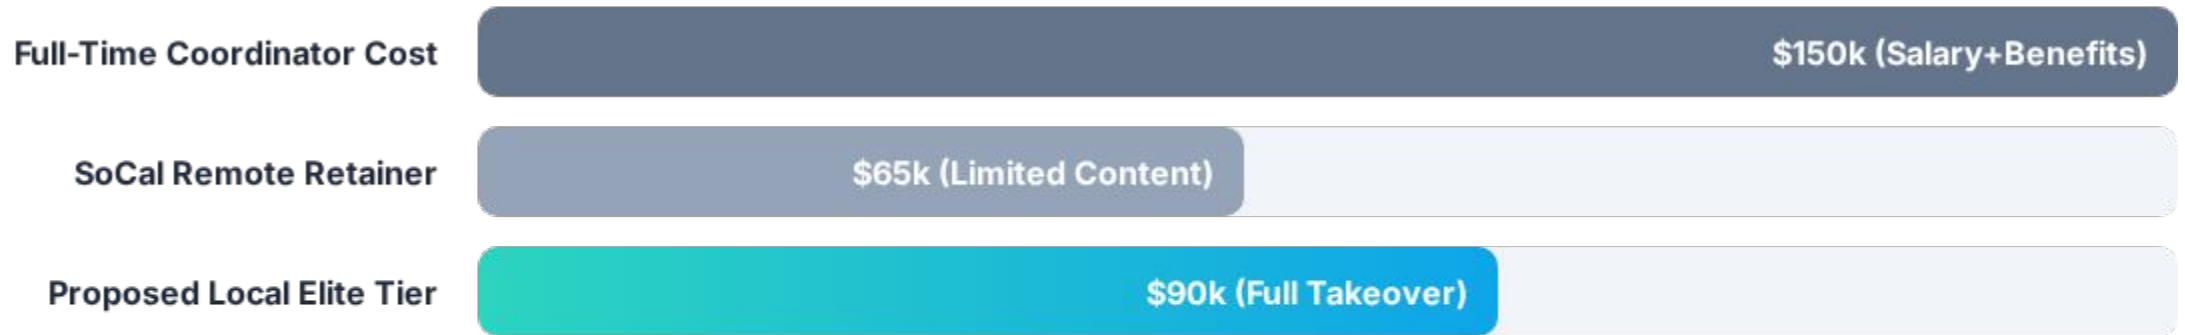 Full-Time Coordinator Cost $150k (Salary+Benefits)
SoCal Remote Retainer $65k (Limited Content)
Proposed Local Elite Tier $90k (Full Takeover)